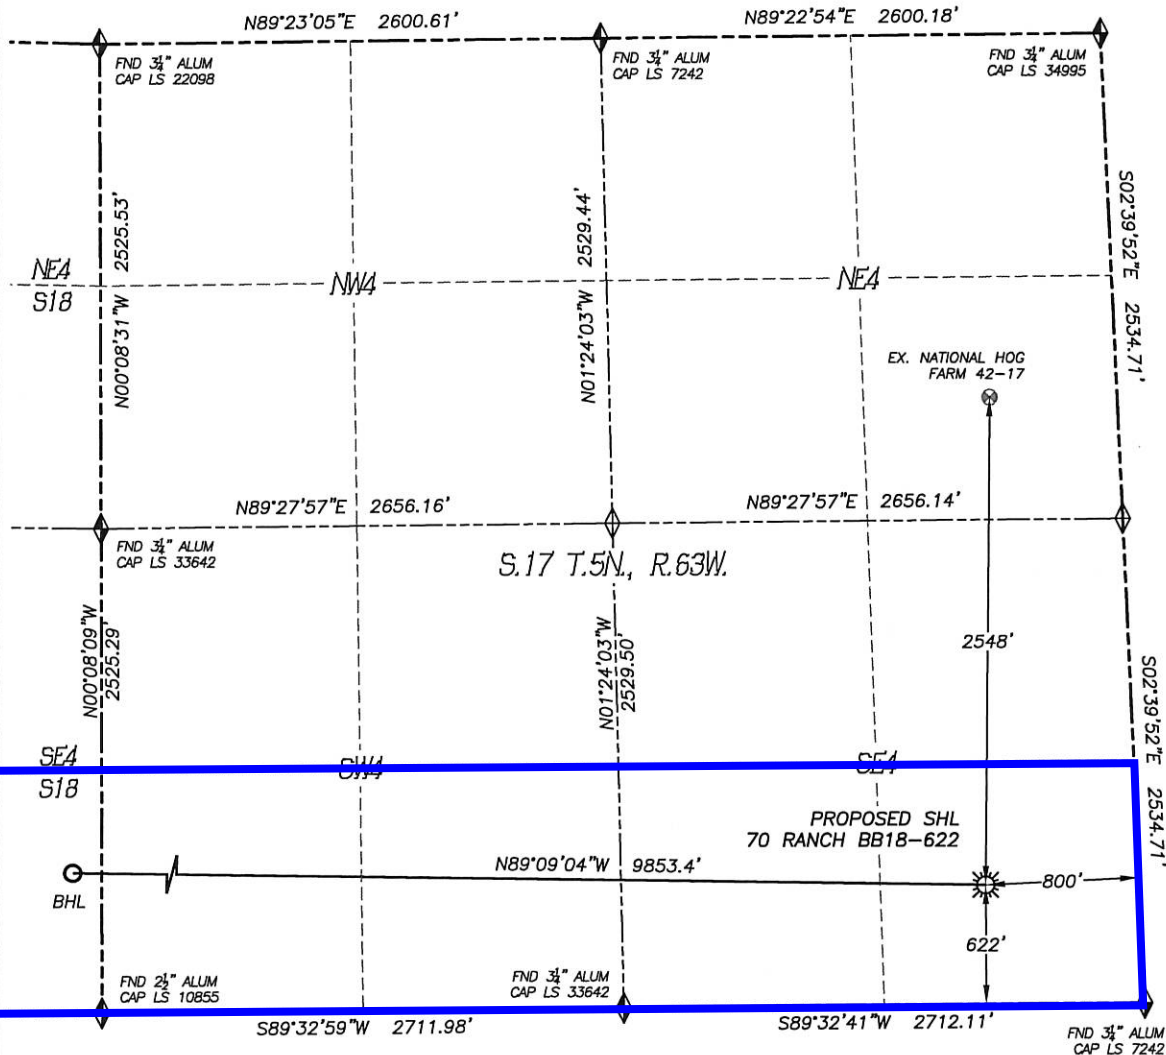 N89°23'05"E 2600.61'
N89°22'54"E 2600.18'
FND 3¼" ALUM
CAP LS 22098
FND 3¼" ALUM
CAP LS 7242
FND 3¼" ALUM
CAP LS 34995
N00°08'31"W 2525.53'
N01°24'03"W 2529.44'
S02°39'52"E 2534.71'
NE4
S18
NW4
NE4
EX. NATIONAL HOG
FARM 42-17
N89°27'57"E 2656.16'
N89°27'57"E 2656.14'
FND 3¼" ALUM
CAP LS 33642
S.17 T.5N., R.63W.
N00°08'09"W
2525.29'
N01°24'03"W
2529.50'
2548'
S02°39'52"E 2534.71'
SE4
S18
SW4
SE4
PROPOSED SHL
70 RANCH BB18-622
N89°09'04"W 9853.4'
800'
BHL
622'
FND 2½" ALUM
CAP LS 10855
FND 3¼" ALUM
CAP LS 33642
S89°32'59"W 2711.98'
S89°32'41"W 2712.11'
FND 3¼" ALUM
CAP LS 7242